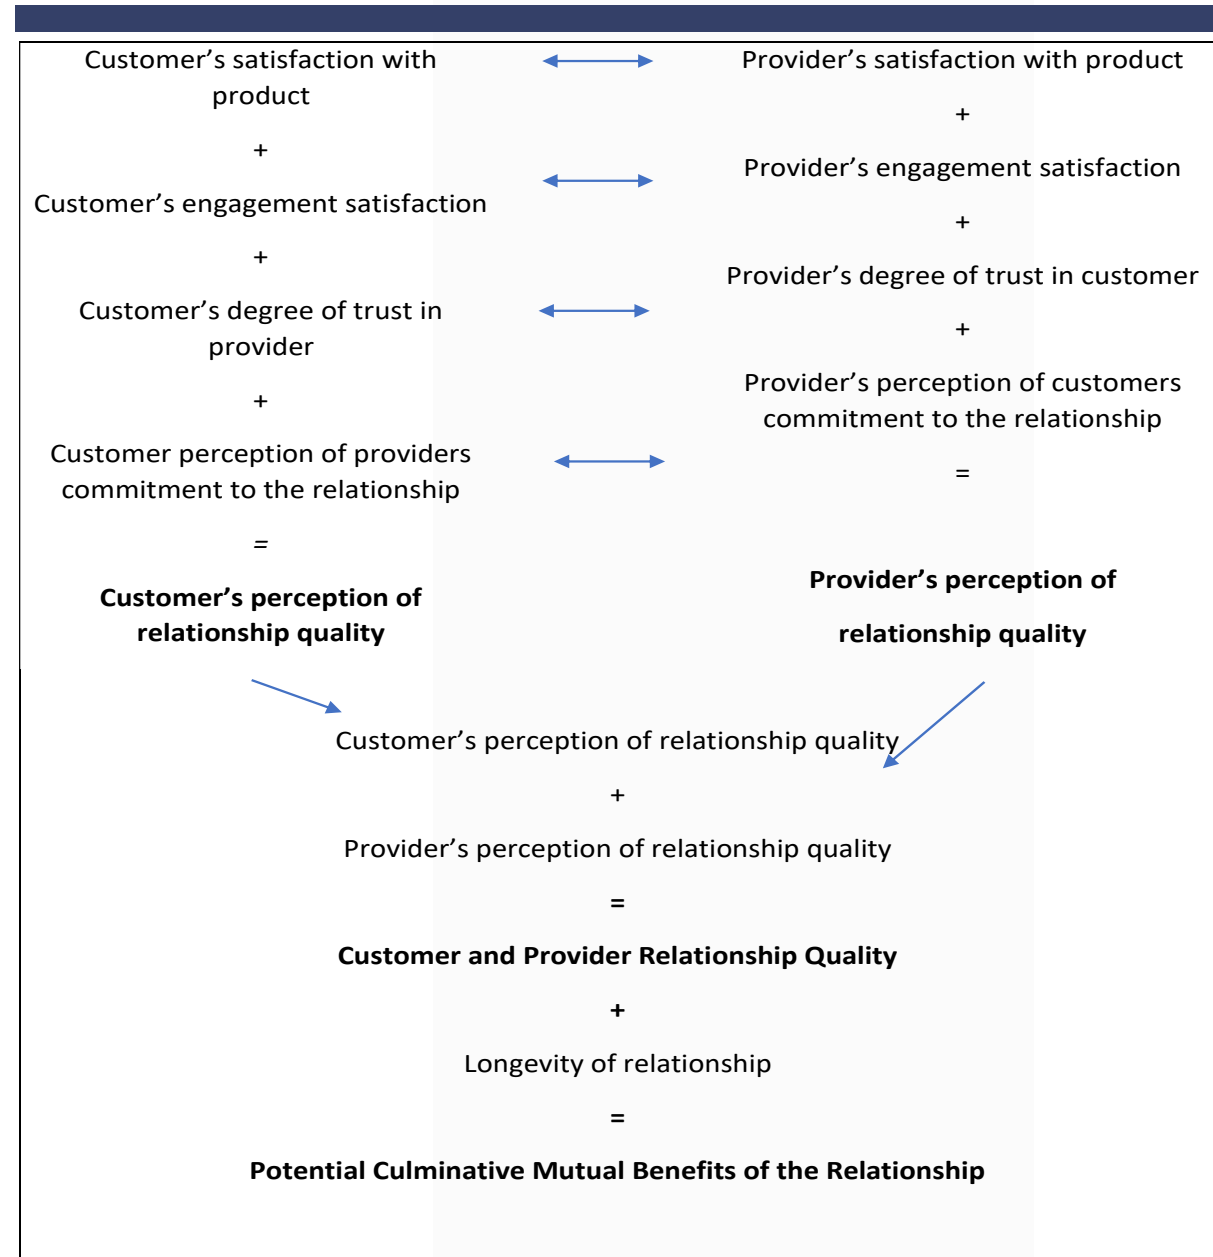 Customer’s satisfaction with
product
+
Customer’s engagement satisfaction
+
Customer’s degree of trust in
provider
+
Customer perception of providers
commitment to the relationship
=
Customer’s perception of
relationship quality
Provider’s satisfaction with product
+
Provider’s engagement satisfaction
+
Provider’s degree of trust in customer
+
Provider’s perception of customers
commitment to the relationship
=
Provider’s perception of
relationship quality
Customer’s perception of relationship quality
+
Provider’s perception of relationship quality
=
Customer and Provider Relationship Quality
+
Longevity of relationship
=
Potential Culminative Mutual Benefits of the Relationship